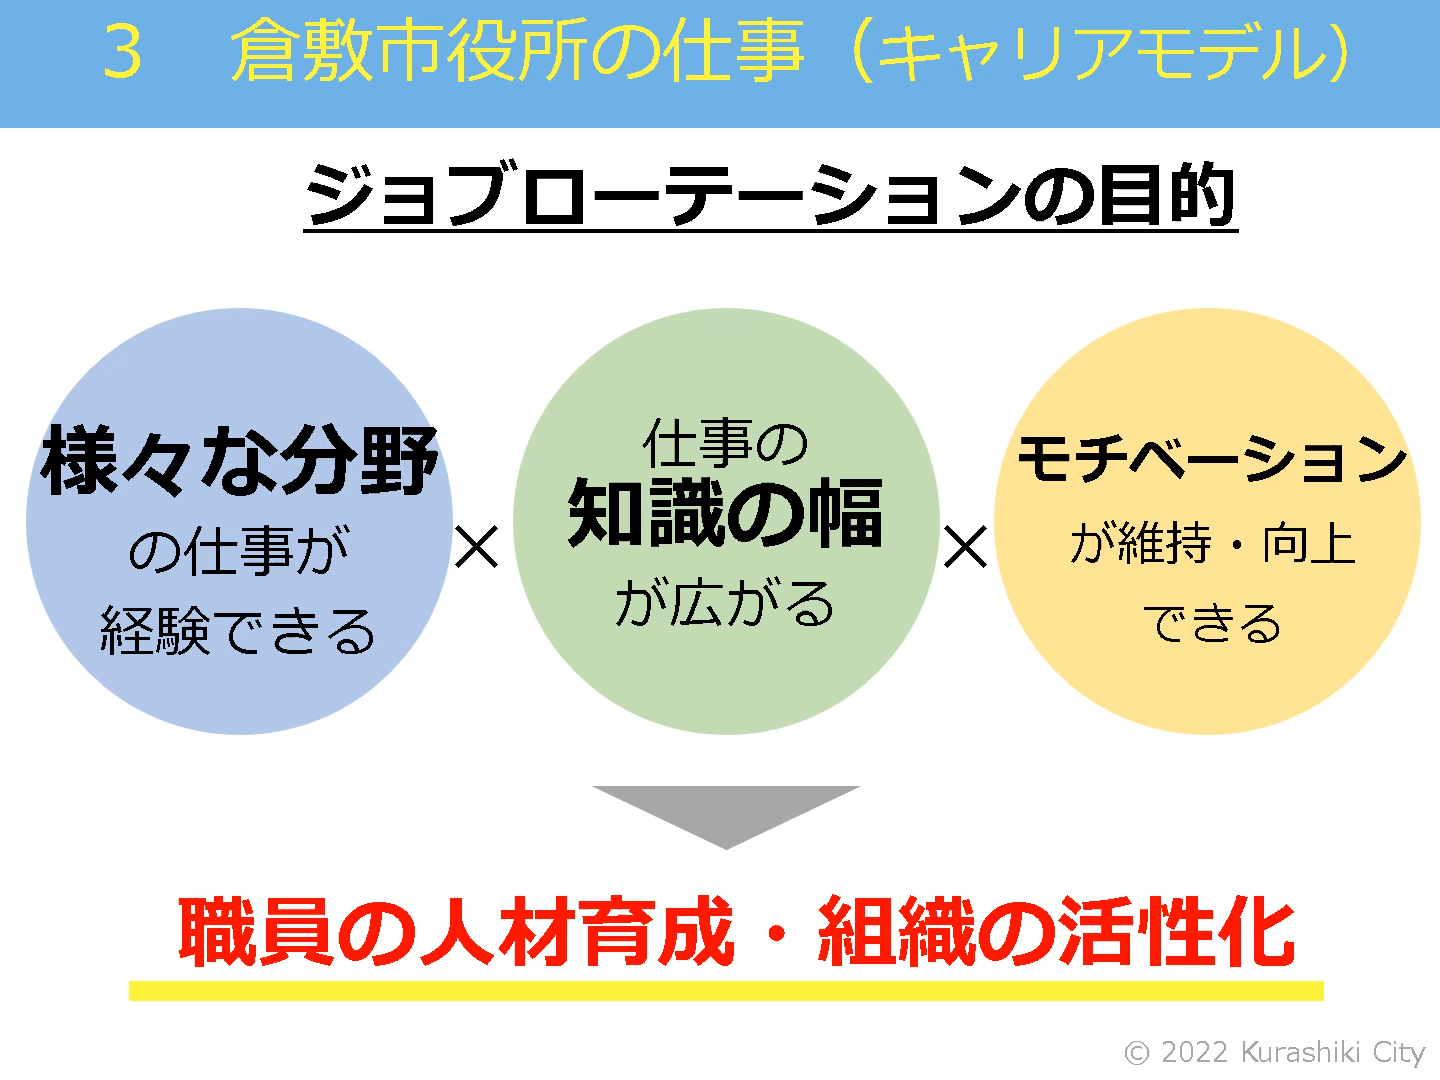 ３　倉敷市役所の仕事（キャリアモデル）
ジョブローテーションの目的
様々な分野
の仕事が
経験できる
×
仕事の
知識の幅
が広がる
×
モチベーション
が維持・向上
できる
職員の人材育成・組織の活性化
© 2022 Kurashiki City